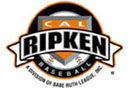 CAL
RIPKEN
BASEBALL
A DIVISION OF BABE RUTH LEAGUE, INC.